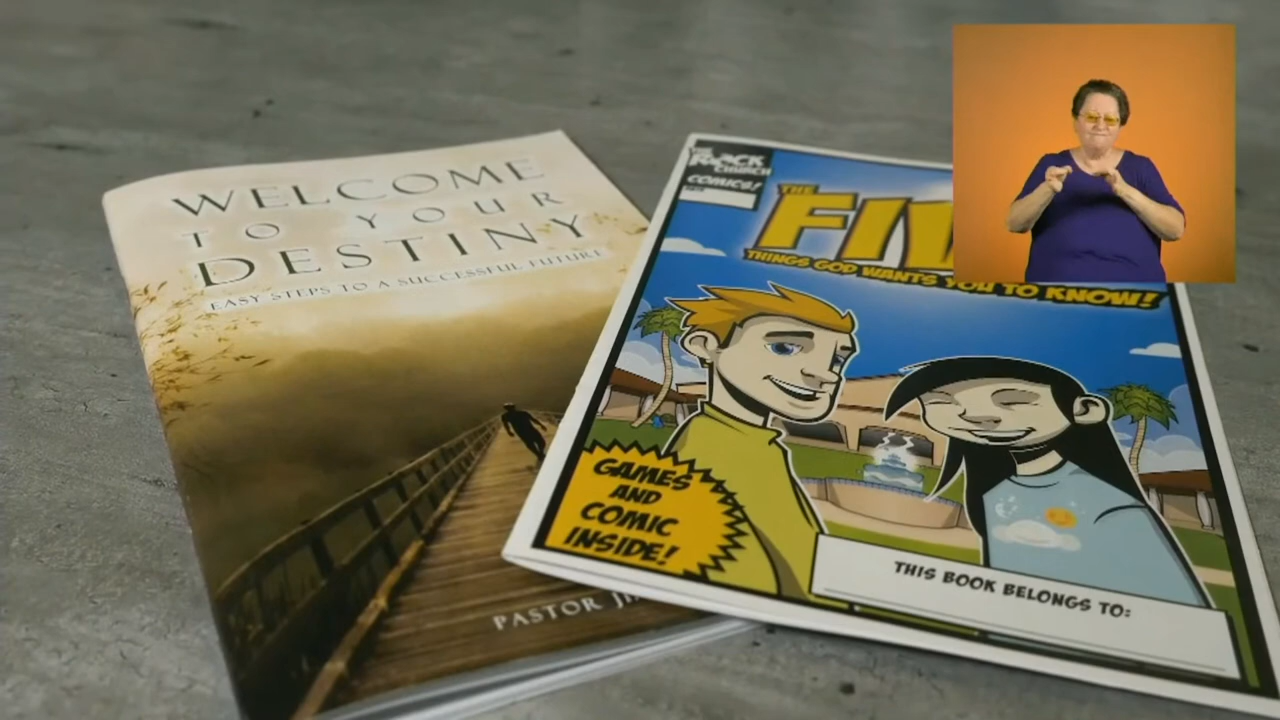 WELCOME
TO YOUR
DESTINY
EASY STEPS TO A SUCCESSFUL FUTURE
PASTOR
THE
ROCK
CHURCH
COMICS!
THE
THINGS GOD WANTS YOU TO KNOW!
GAMES
AND
COMIC
INSIDE!
THIS BOOK BELONGS TO: